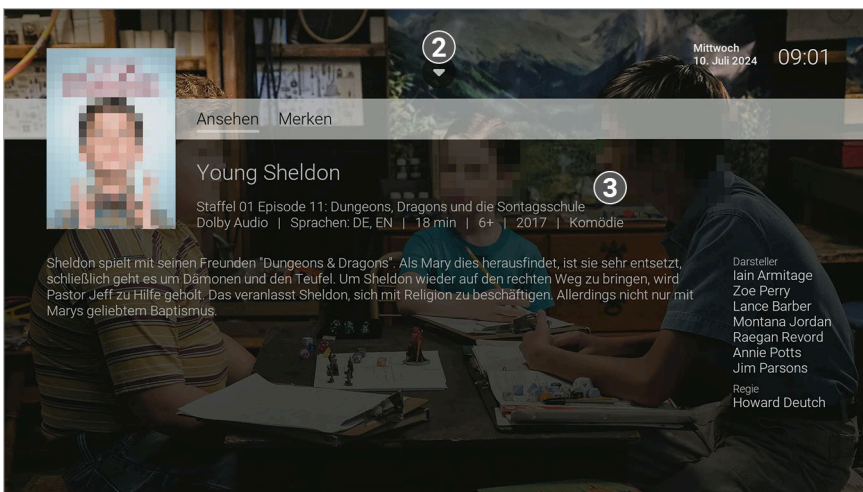 2
Mittwoch
10. Juli 2024
09:01
Ansehen Merken
Young Sheldon
3
Staffel 01 Episode 11: Dungeons, Dragons und die Sontagsschule
Dolby Audio | Sprachen: DE, EN | 18 min | 6+ | 2017 | Komödie
Sheldon spielt mit seinen Freunden "Dungeons & Dragons". Als Mary dies herausfindet, ist sie sehr entsetzt,
schließlich geht es um Dämonen und den Teufel. Um Sheldon wieder auf den rechten Weg zu bringen, wird
Pastor Jeff zu Hilfe geholt. Das veranlasst Sheldon, sich mit Religion zu beschäftigen. Allerdings nicht nur mit
Marys geliebtem Baptismus.
Darsteller
Iain Armitage
Zoe Perry
Lance Barber
Montana Jordan
Raegan Revord
Annie Potts
Jim Parsons
Regie
Howard Deutch